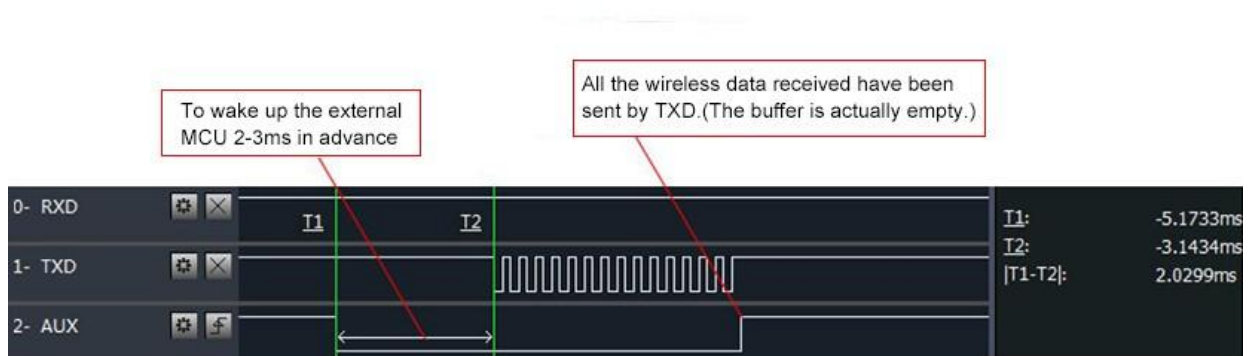 To wake up the external
MCU 2-3ms in advance
All the wireless data received have been
sent by TXD.(The buffer is actually empty.)
0- RXD
T1
T2
1- TXD
2- AUX
T1: -5.1733ms
T2: -3.1434ms
|T1-T2|: 2.0299ms